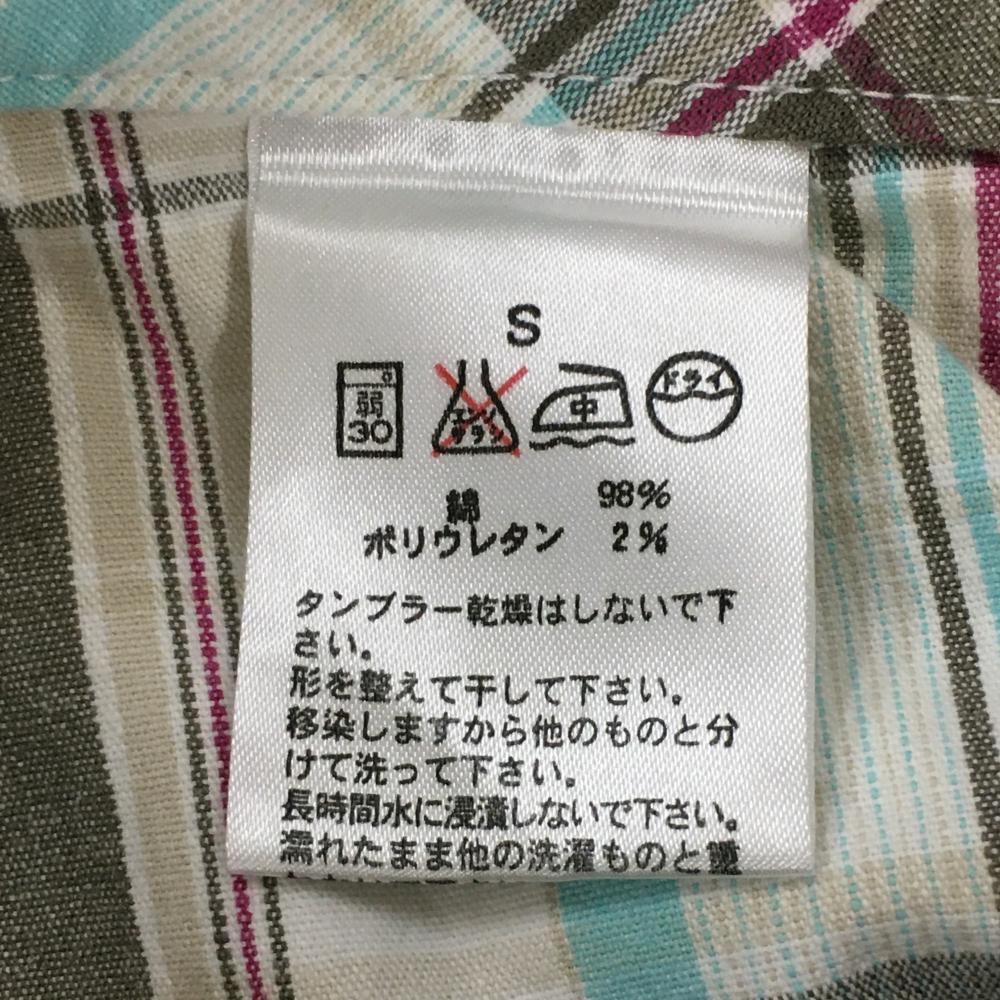 S
弱
30
エンソ
サラシ
中
ドライ
綿 98%
ポリウレタン 2%
タンブラー乾燥はしないで下
さい。
形を整えて干して下さい。
移染しますから他のものと分
けて洗って下さい。
長時間水に浸漬しないで下さい。
濡れたまま他の洗濯ものと重